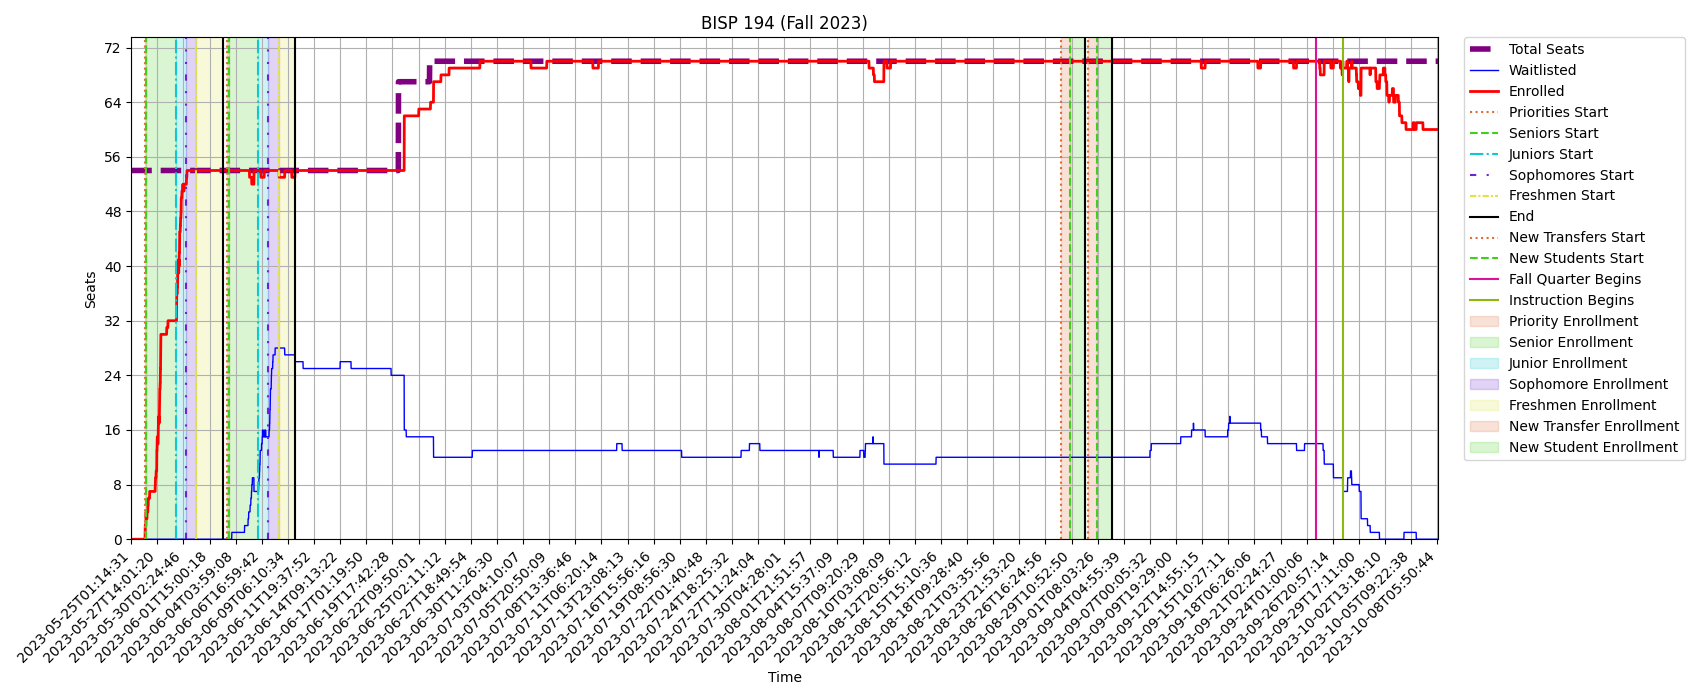 BISP 194 (Fall 2023)
Seats
72
64
56
48
40
32
24
16
8
0
2023-05-25T01:14:31
2023-05-27T14:01:20
2023-05-30T02:24:46
2023-06-01T15:00:18
2023-06-04T03:59:08
2023-06-06T16:59:42
2023-06-09T06:10:34
2023-06-11T19:37:52
2023-06-14T09:13:22
2023-06-17T01:19:50
2023-06-19T17:42:28
2023-06-22T09:50:01
2023-06-25T02:11:12
2023-06-27T18:49:54
2023-06-30T11:26:30
2023-07-03T04:10:07
2023-07-05T20:50:09
2023-07-08T13:36:46
2023-07-11T06:20:14
2023-07-13T23:08:13
2023-07-16T15:56:16
2023-07-19T08:56:30
2023-07-22T01:40:48
2023-07-24T18:25:32
2023-07-27T11:24:04
2023-07-30T04:28:01
2023-08-01T21:51:57
2023-08-04T15:37:09
2023-08-07T09:20:29
2023-08-10T03:08:09
2023-08-12T20:56:12
2023-08-15T15:10:36
2023-08-18T09:28:40
2023-08-21T03:35:56
2023-08-23T21:53:20
2023-08-26T16:24:56
2023-08-29T10:52:50
2023-09-01T08:03:26
2023-09-04T04:55:39
2023-09-07T00:05:32
2023-09-09T19:29:00
2023-09-12T14:55:15
2023-09-15T10:27:11
2023-09-18T06:26:06
2023-09-21T02:24:27
2023-09-24T01:00:06
2023-09-26T20:57:14
2023-09-29T17:11:00
2023-10-02T13:18:10
2023-10-05T09:22:38
2023-10-08T05:50:44
Time
Total Seats
Waitlisted
Enrolled
Priorities Start
Seniors Start
Juniors Start
Sophomores Start
Freshmen Start
End
New Transfers Start
New Students Start
Fall Quarter Begins
Instruction Begins
Priority Enrollment
Senior Enrollment
Junior Enrollment
Sophomore Enrollment
Freshmen Enrollment
New Transfer Enrollment
New Student Enrollment